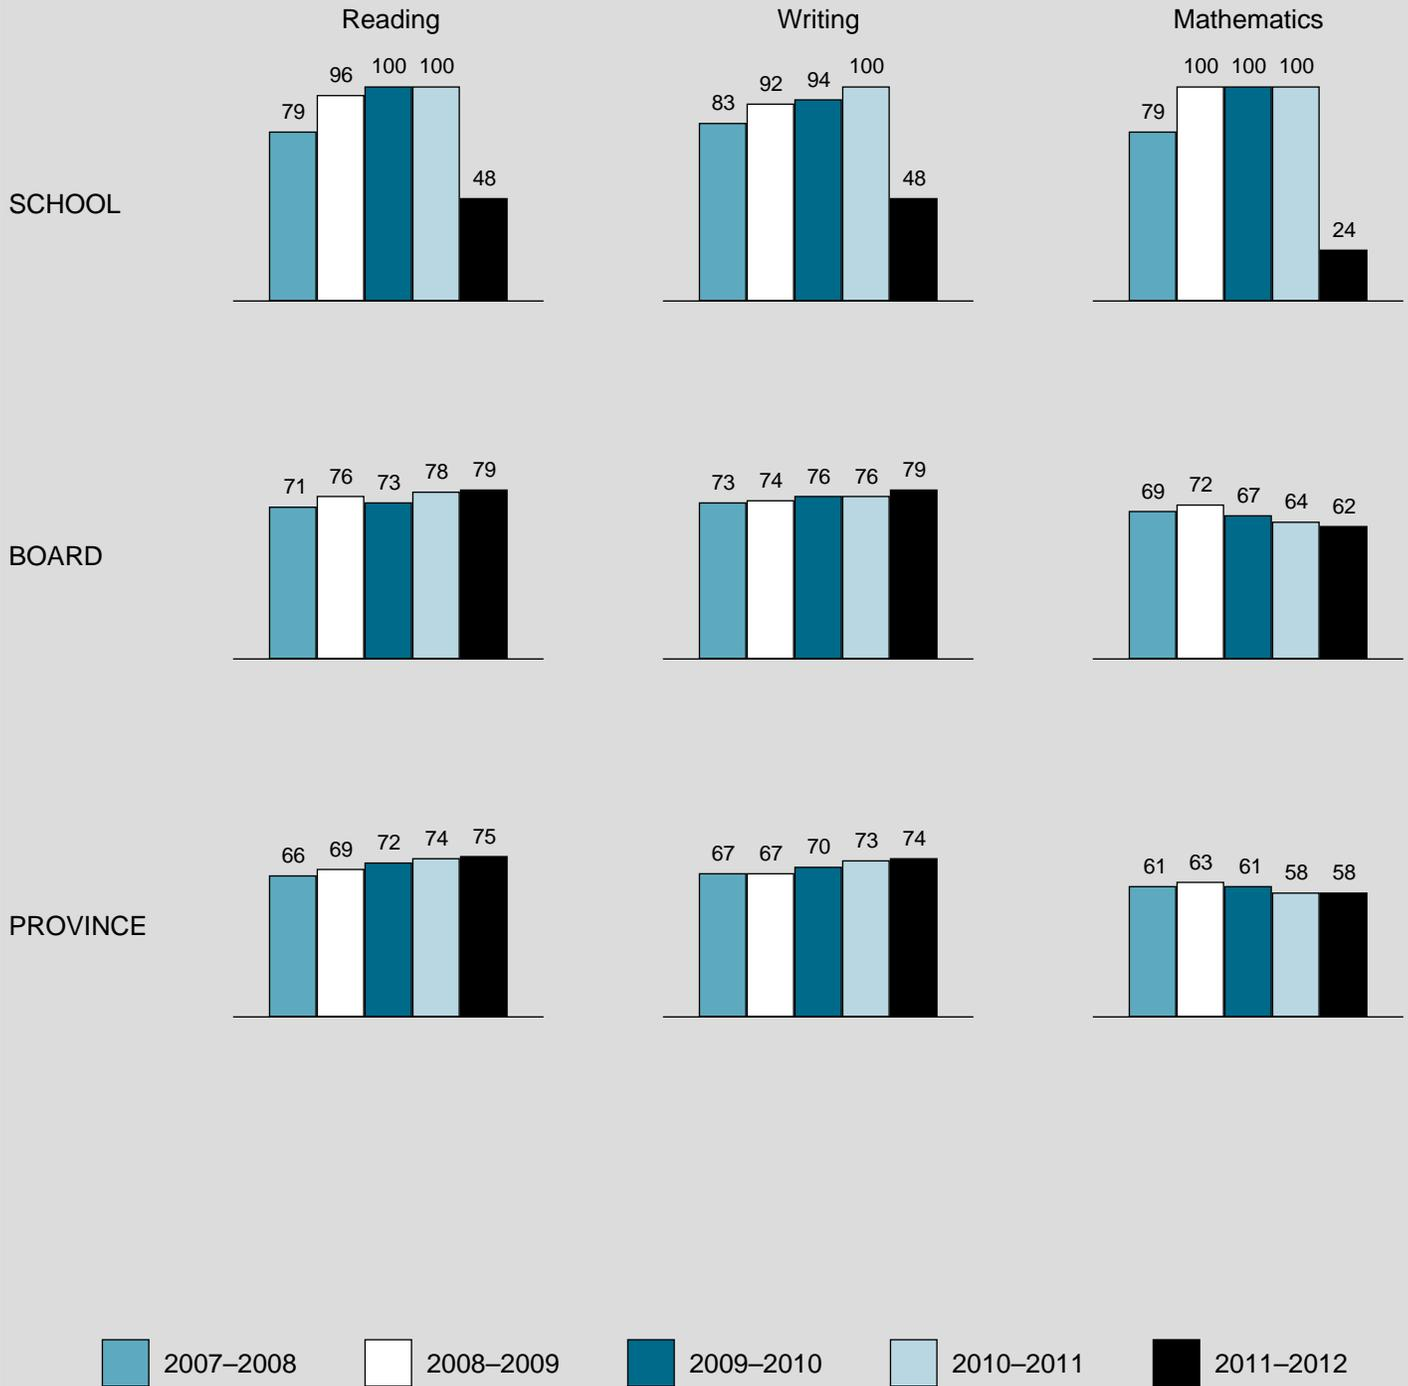 Reading Writing Mathematics
79 96 100 100 48
83 92 94 100 48
79 100 100 100 24
SCHOOL
71 76 73 78 79
73 74 76 76 79
69 72 67 64 62
BOARD
66 69 72 74 75
67 67 70 73 74
61 63 61 58 58
PROVINCE
2007–2008 2008–2009 2009–2010 2010–2011 2011–2012